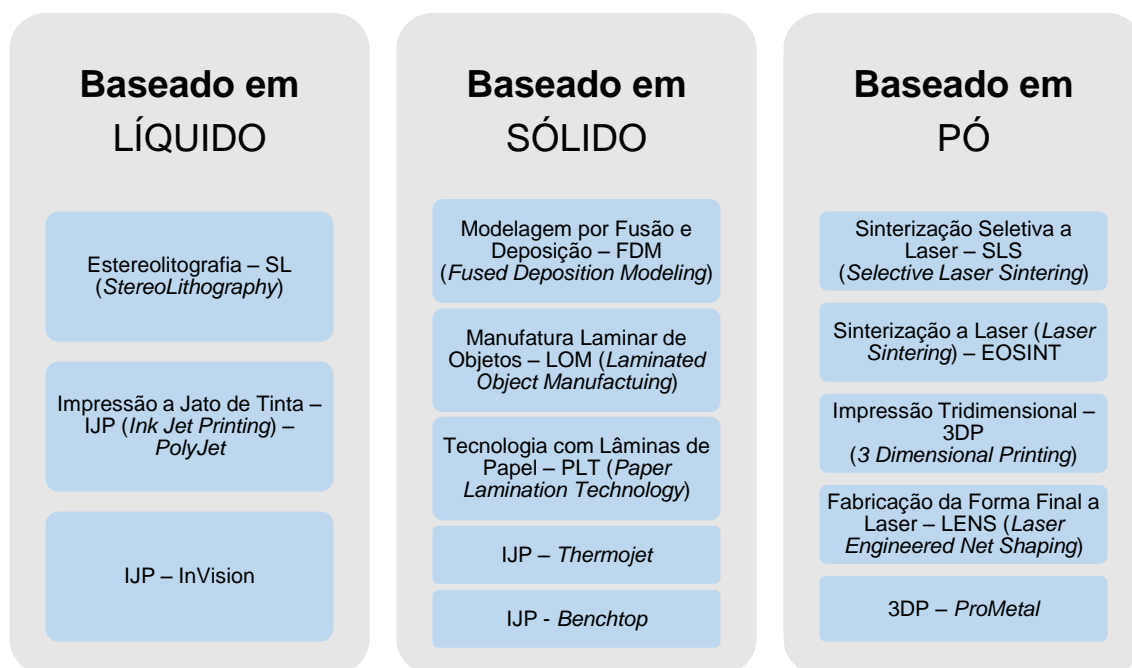 Baseado em
LÍQUIDO
Estereolitografia – SL
(StereoLithography)
Impressão a Jato de Tinta –
IJP (Ink Jet Printing) –
PolyJet
IJP – InVision
Baseado em
SÓLIDO
Modelagem por Fusão e
Deposição – FDM
(Fused Deposition Modeling)
Manufatura Laminar de
Objetos – LOM (Laminated
Object Manufactuing)
Tecnologia com Lâminas de
Papel – PLT (Paper
Lamination Technology)
IJP – Thermojet
IJP - Benchtop
Baseado em
PÓ
Sinterização Seletiva a
Laser – SLS
(Selective Laser Sintering)
Sinterização a Laser (Laser
Sintering) – EOSINT
Impressão Tridimensional –
3DP
(3 Dimensional Printing)
Fabricação da Forma Final a
Laser – LENS (Laser
Engineered Net Shaping)
3DP – ProMetal